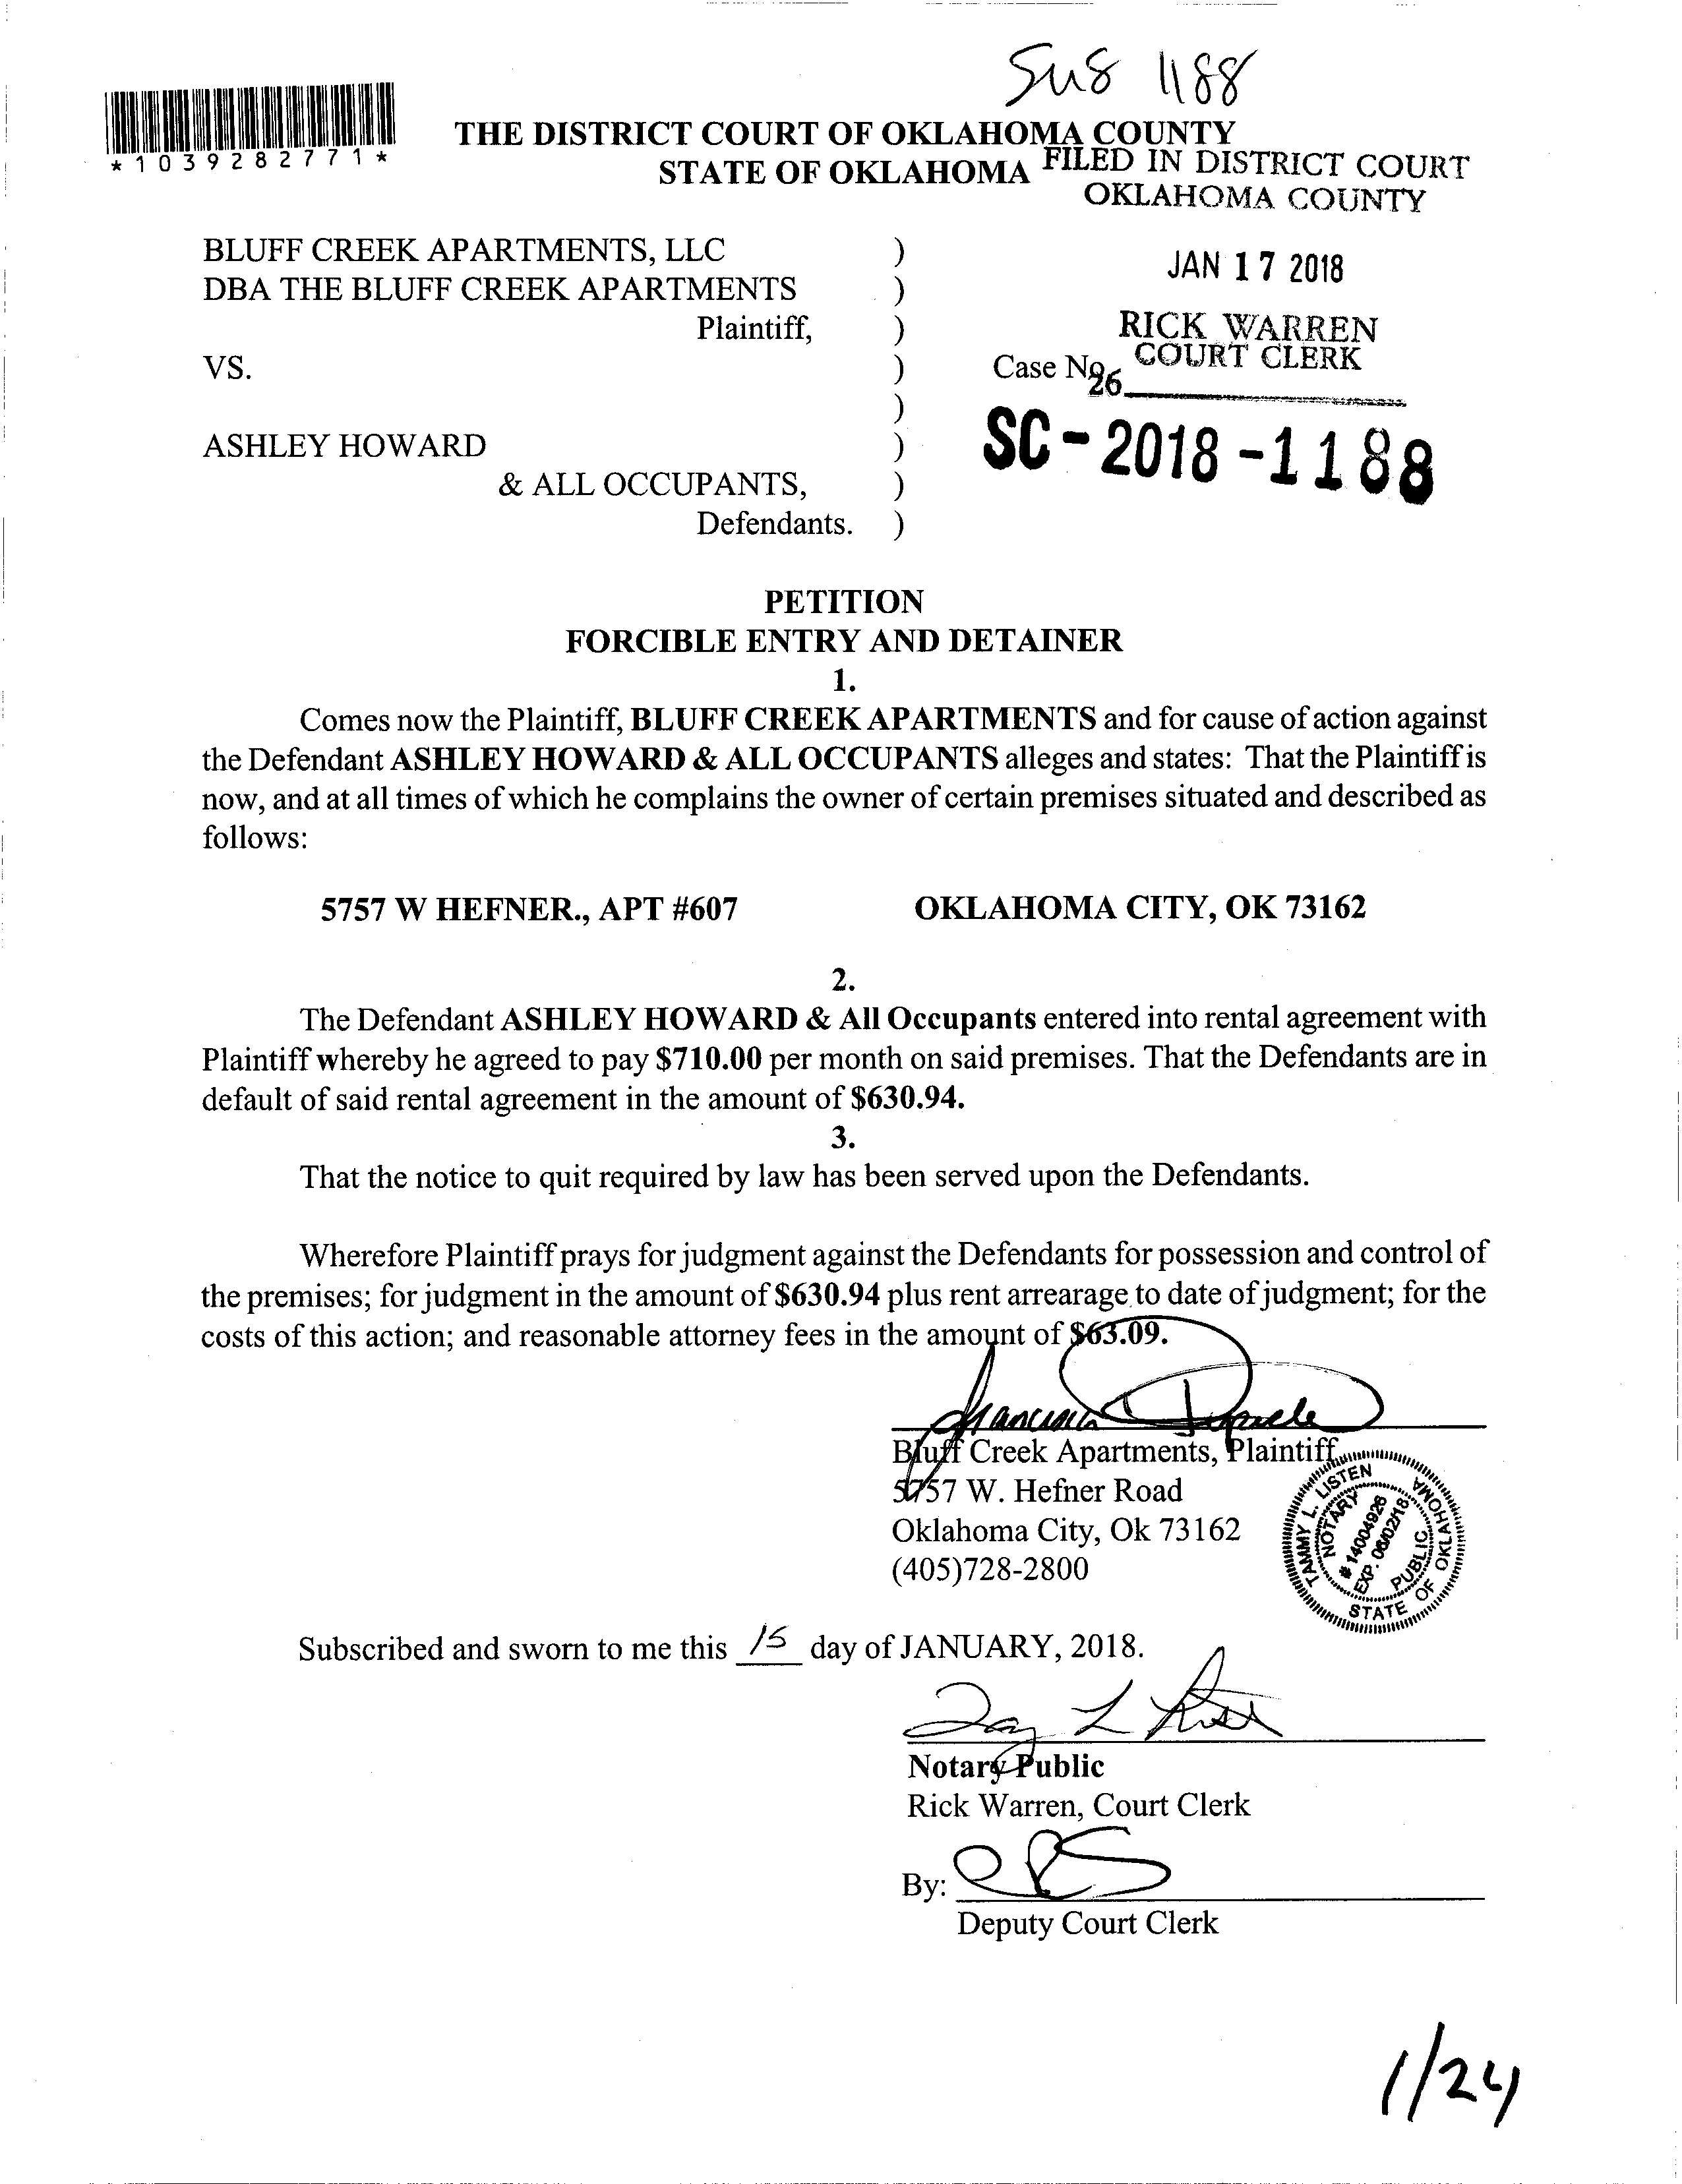 SUS 1188
*1039282771*
THE DISTRICT COURT OF OKLAHOMA COUNTY
STATE OF OKLAHOMA
FILED IN DISTRICT COURT
OKLAHOMA COUNTY
JAN 17 2018
RICK WARREN
COURT CLERK
26
BLUFF CREEK APARTMENTS, LLC )
DBA THE BLUFF CREEK APARTMENTS )
Plaintiff, )
VS. ) Case No.
)
ASHLEY HOWARD )
& ALL OCCUPANTS, )
Defendants. )
SC-2018-1188
PETITION
FORCIBLE ENTRY AND DETAINER
1.
Comes now the Plaintiff, BLUFF CREEK APARTMENTS and for cause of action against
the Defendant ASHLEY HOWARD & ALL OCCUPANTS alleges and states: That the Plaintiff is
now, and at all times of which he complains the owner of certain premises situated and described as
follows:
5757 W HEFNER., APT #607 OKLAHOMA CITY, OK 73162
2.
The Defendant ASHLEY HOWARD & All Occupants entered into rental agreement with
Plaintiff whereby he agreed to pay $710.00 per month on said premises. That the Defendants are in
default of said rental agreement in the amount of $630.94.
3.
That the notice to quit required by law has been served upon the Defendants.
Wherefore Plaintiff prays for judgment against the Defendants for possession and control of
the premises; for judgment in the amount of $630.94 plus rent arrearage to date of judgment; for the
costs of this action; and reasonable attorney fees in the amount of $63.09.
Bluff Creek Apartments, Plaintiff
5757 W. Hefner Road
Oklahoma City, Ok 73162
(405)728-2800
TAMMY L. LISTEN
NOTARY
# 14004926
EXP. 06/02/18
PUBLIC
STATE OF OKLAHOMA
Subscribed and sworn to me this 15 day of JANUARY, 2018.
Notary Public
Rick Warren, Court Clerk
By:
Deputy Court Clerk
1/24